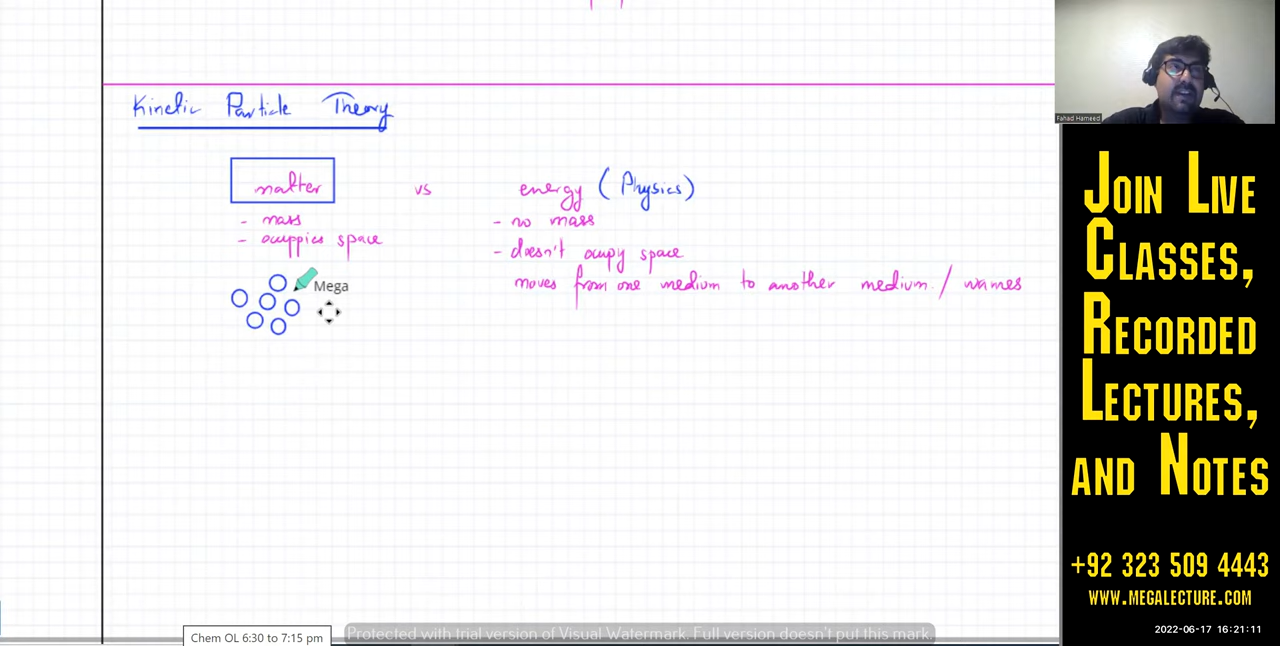 Kinetic Particle Theory
matter vs energy (Physics)
- mass - no mass
- occuppies space - doesn't ocupy space
moves from one medium to another medium. /
Mega
Fahad Hameed
JOIN LIVE
CLASSES,
RECORDED
LECTURES,
AND NOTES
+92 323 509 4443
WWW.MEGALECTURE.COM
2022-06-17 16:21:11
Chem OL 6:30 to 7:15 pm
Protected with trial version of Visual Watermark. Full version doesn't put this mark.